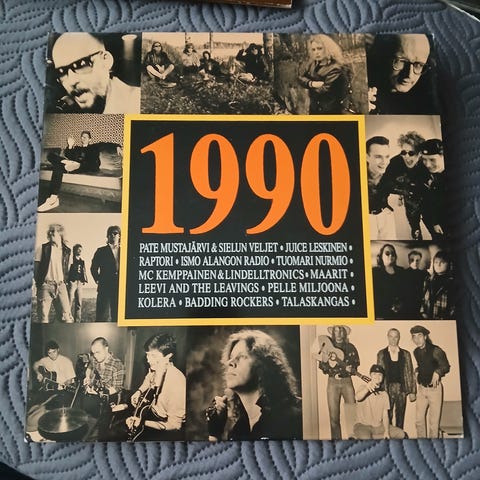 1990
PATE MUSTAJÄRVI & SIELUN VELJET • JUICE LESKINEN •
RAPTORI • ISMO ALANGON RADIO • TUOMARI NURMIO •
MC KEMPPAINEN & LINDELLTRONICS • MAARIT •
LEEVI AND THE LEAVINGS • PELLE MILJOONA •
KOLERA • BADDING ROCKERS • TALASKANGAS •